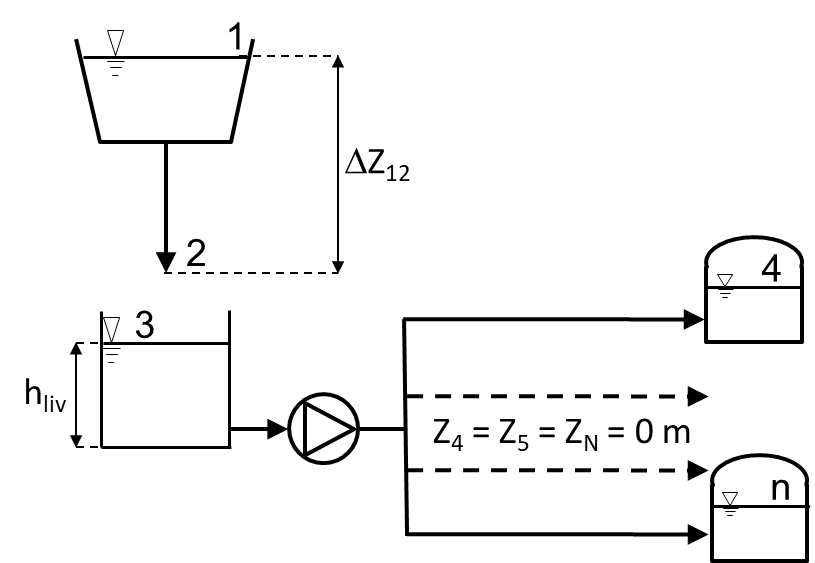 1
ΔZ12
2
4
3
hliv
Z4 = Z5 = ZN = 0 m
n